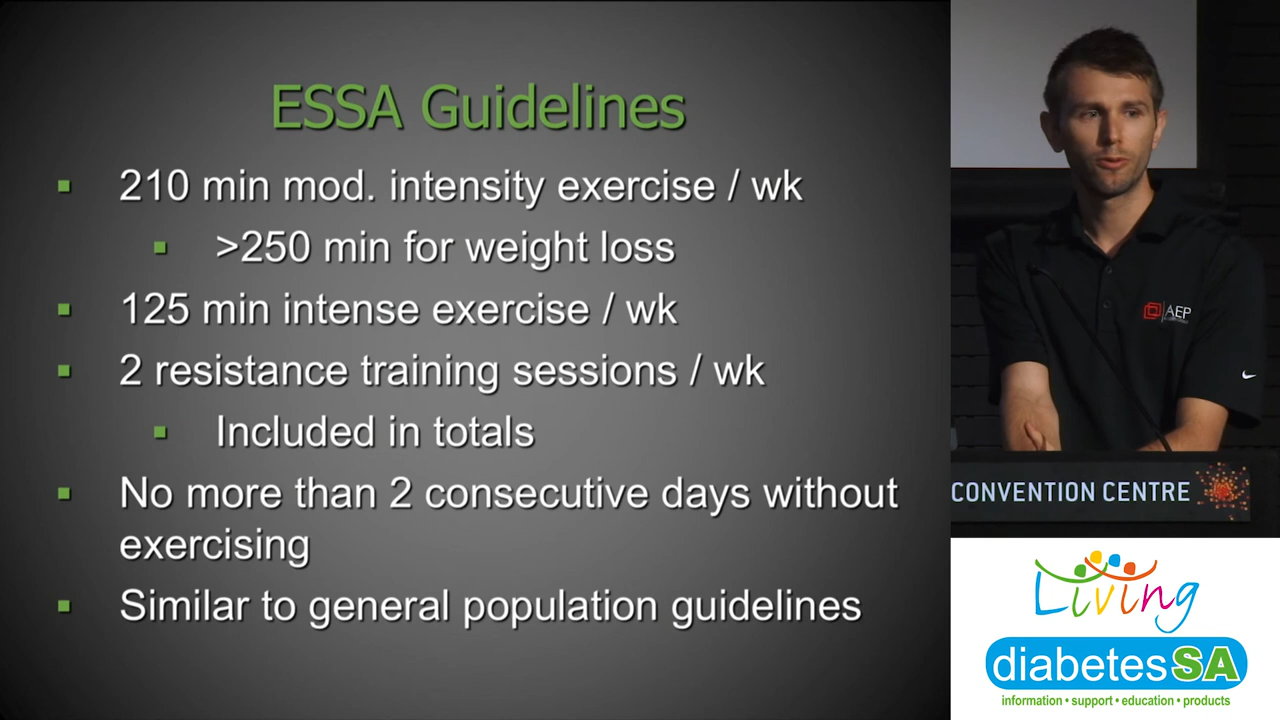 ESSA Guidelines
210 min mod. intensity exercise / wk
>250 min for weight loss
125 min intense exercise / wk
2 resistance training sessions / wk
Included in totals
No more than 2 consecutive days without
exercising
Similar to general population guidelines
AEP
CONVENTION CENTRE
Living
diabetesSA
information • support • education • products